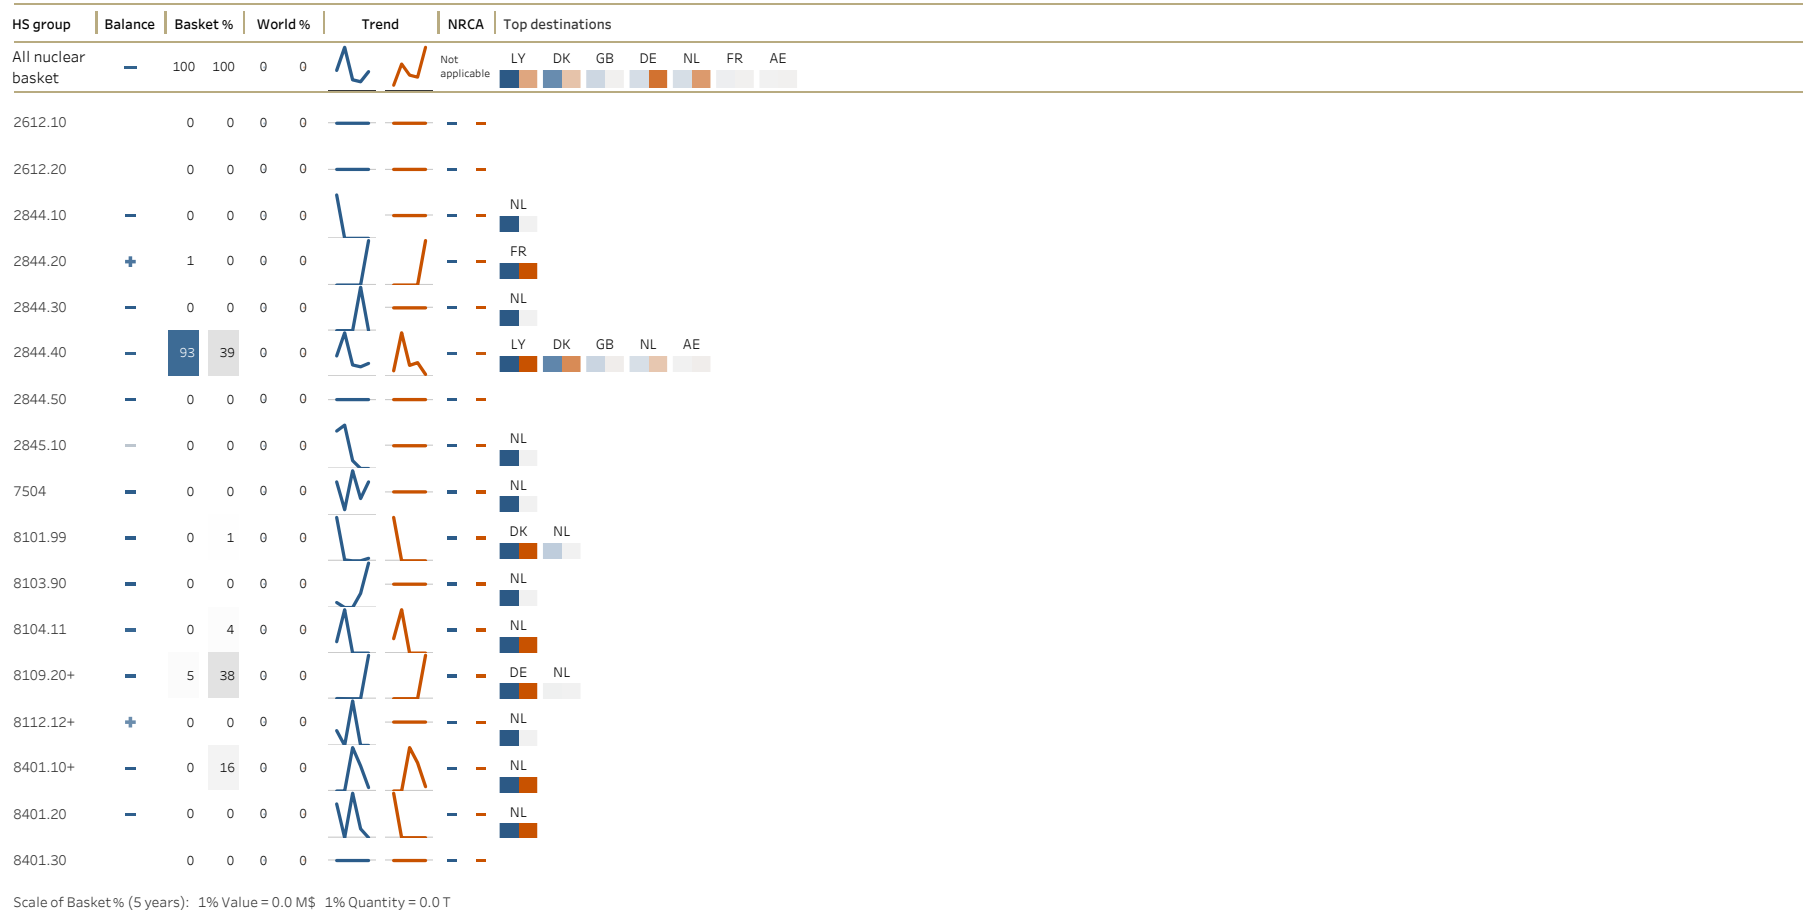 HS group Balance Basket % World % Trend NRCA Top destinations
All nuclear basket 100 100 0 0 Not applicable LY DK GB DE NL FR AE
2612.10 0 0 0 0
2612.20 0 0 0 0
2844.10 0 0 0 0 NL
2844.20 1 0 0 0 FR
2844.30 0 0 0 0 NL
2844.40 93 39 0 0 LY DK GB NL AE
2844.50 0 0 0 0
2845.10 0 0 0 0 NL
7504 0 0 0 0 NL
8101.99 0 1 0 0 DK NL
8103.90 0 0 0 0 NL
8104.11 0 4 0 0 NL
8109.20+ 5 38 0 0 DE NL
8112.12+ 0 0 0 0 NL
8401.10+ 0 16 0 0 NL
8401.20 0 0 0 0 NL
8401.30 0 0 0 0
Scale of Basket% (5 years): 1% Value = 0.0 M$ 1% Quantity = 0.0 T